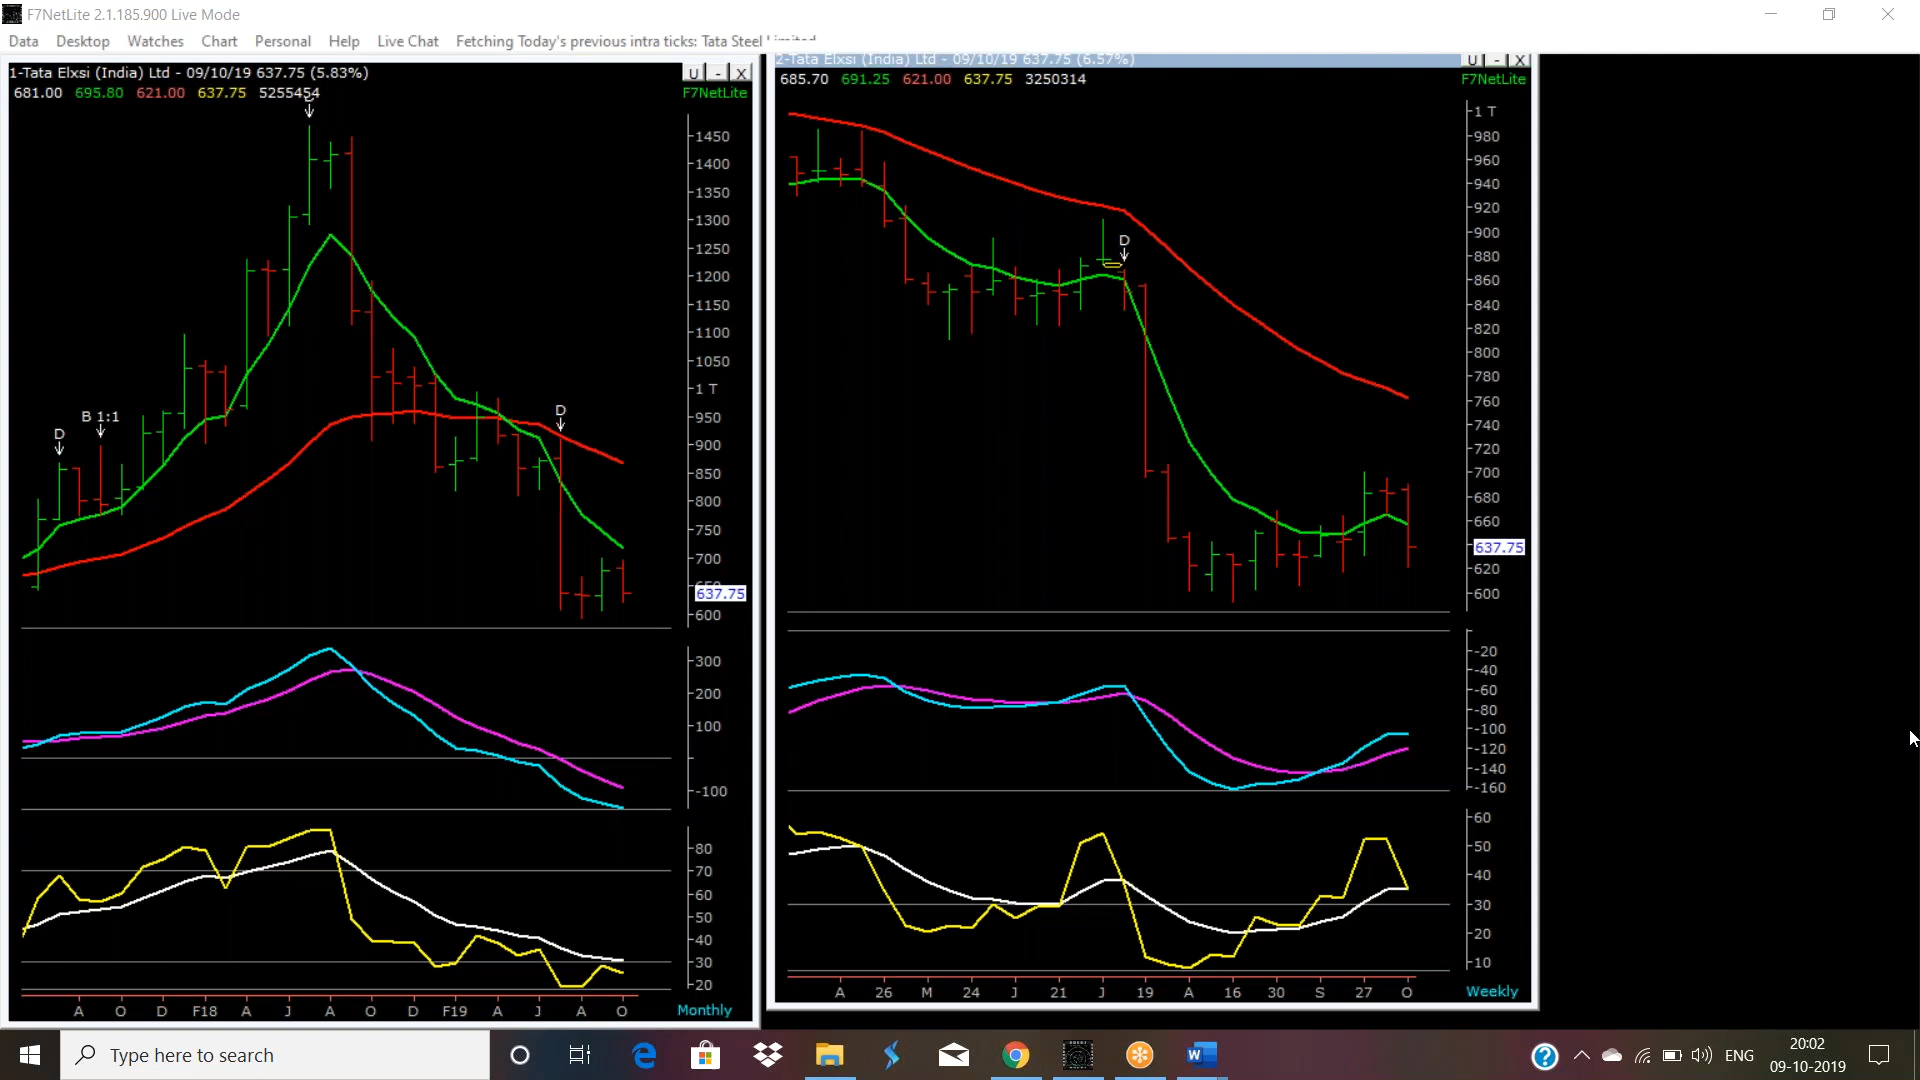 F7NetLite 2.1.185.900 Live Mode
Data Desktop Watches Chart Personal Help Live Chat Fetching Today's previous intra ticks: Tata Steel Limited
1-Tata Elxsi (India) Ltd - 09/10/19 637.75 (5.83%)
U - X
681.00 695.80 621.00 637.75 5255454
F7NetLite
D
1450
1400
1350
1300
1250
1200
1150
1100
1050
1 T
950
900
850
800
750
700
650
637.75
600
B 1:1
D
D
300
200
100
-100
80
70
60
50
40
30
20
A O D F18 A J A O D F19 A J A O
Monthly
2-Tata Elxsi (India) Ltd - 09/10/19 637.75 (6.57%)
U - X
685.70 691.25 621.00 637.75 3250314
F7NetLite
1 T
980
960
940
920
900
880
860
840
820
800
780
760
740
720
700
680
660
637.75
620
600
D
-20
-40
-60
-80
-100
-120
-140
-160
60
50
40
30
20
10
A 26 M 24 J 21 J 19 A 16 30 S 27 O
Weekly
Type here to search
ENG
20:02
09-10-2019